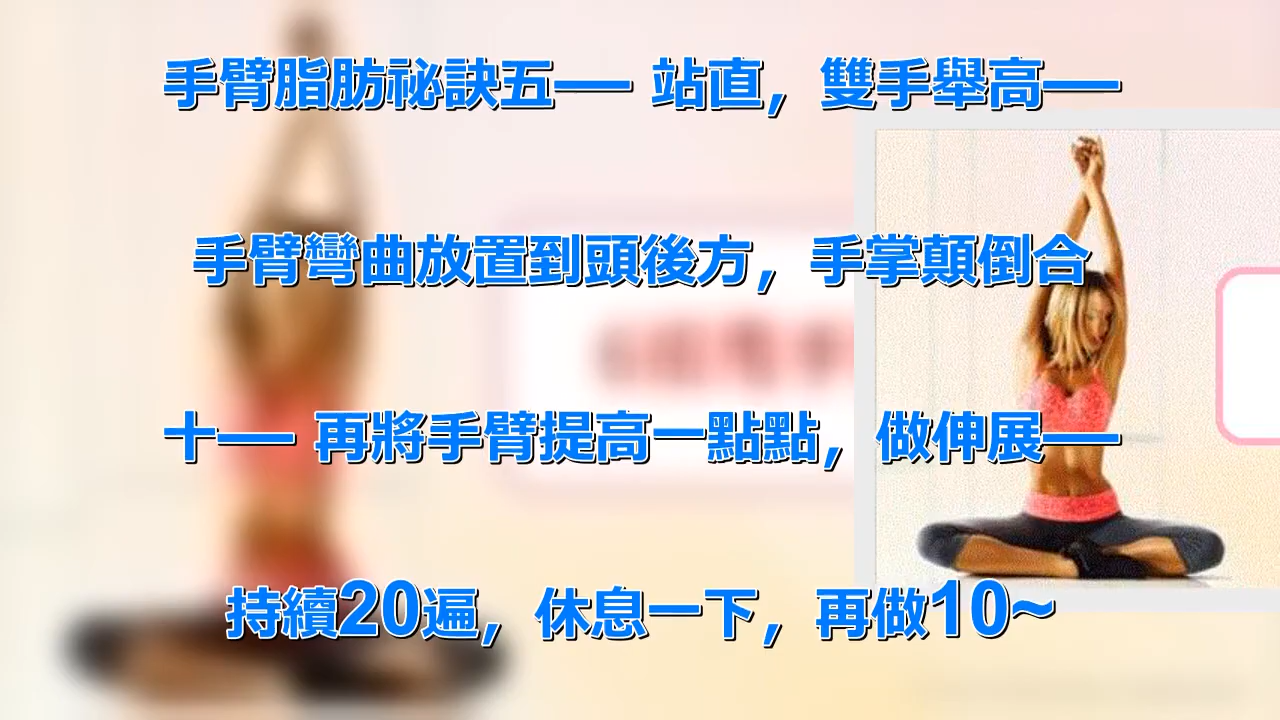 手臂脂肪祕訣五── 站直，雙手舉高──
手臂彎曲放置到頭後方，手掌顛倒合
十── 再將手臂提高一點點，做伸展──
持續20遍，休息一下，再做10~